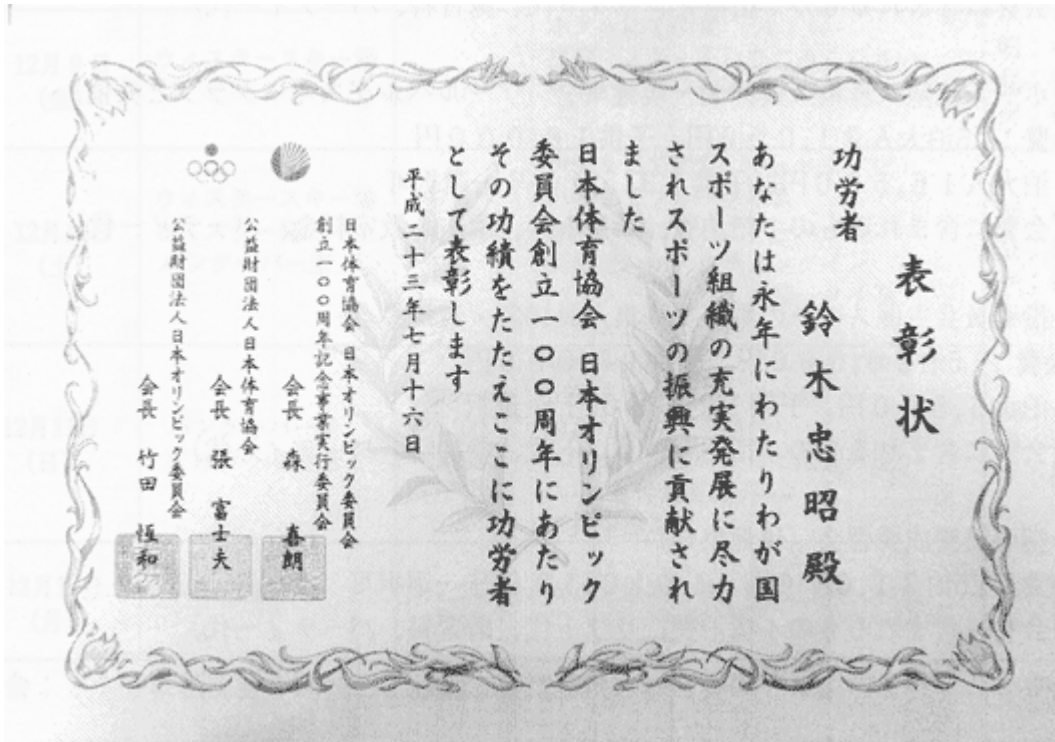 表彰状
功労者
鈴木忠昭殿
あなたは永年にわたりわが国
スポーツ組織の充実発展に尽力
されスポーツの振興に貢献され
ました
日本体育協会 日本オリンピック
委員会創立一〇〇周年にあたり
その功績をたたえここに功労者
として表彰します
平成二十三年七月十六日
日本体育協会 日本オリンピック委員会
創立一〇〇周年記念事業実行委員会
会長 森 喜朗
公益財団法人日本体育協会
会長 張 富士夫
公益財団法人日本オリンピック委員会
会長 竹田 恆和